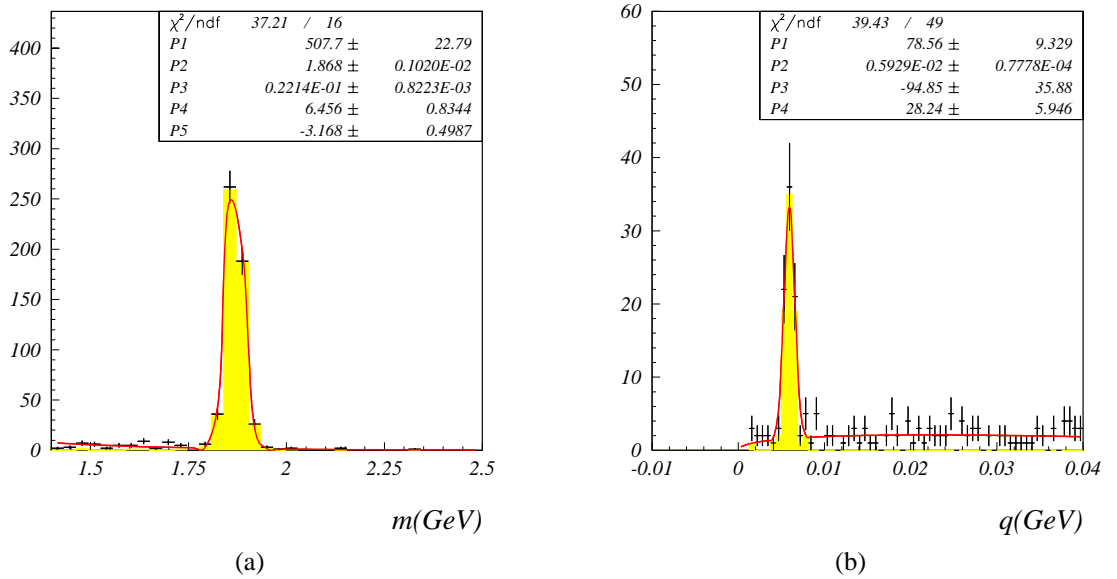 χ²/ndf 37.21 / 16
P1 507.7 ± 22.79
P2 1.868 ± 0.1020E-02
P3 0.2214E-01 ± 0.8223E-03
P4 6.456 ± 0.8344
P5 -3.168 ± 0.4987
400
350
300
250
200
150
100
50
0
1.5 1.75 2 2.25 2.5
m(GeV)
(a)
χ²/ndf 39.43 / 49
P1 78.56 ± 9.329
P2 0.5929E-02 ± 0.7778E-04
P3 -94.85 ± 35.88
P4 28.24 ± 5.946
60
50
40
30
20
10
0
-0.01 0 0.01 0.02 0.03 0.04
q(GeV)
(b)